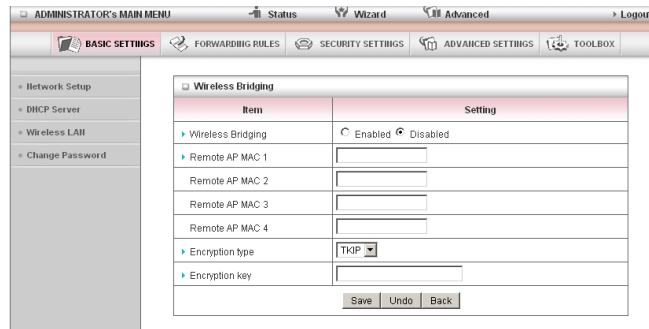 ADMINISTRATOR's MAIN MENU Status Wizard Advanced Logout
BASIC SETTINGS FORWARDING RULES SECURITY SETTINGS ADVANCED SETTINGS TOOLBOX
Network Setup
DHCP Server
Wireless LAN
Change Password
Wireless Bridging
Item Setting
Wireless Bridging Enabled Disabled
Remote AP MAC 1
Remote AP MAC 2
Remote AP MAC 3
Remote AP MAC 4
Encryption type TKIP
Encryption key
Save Undo Back